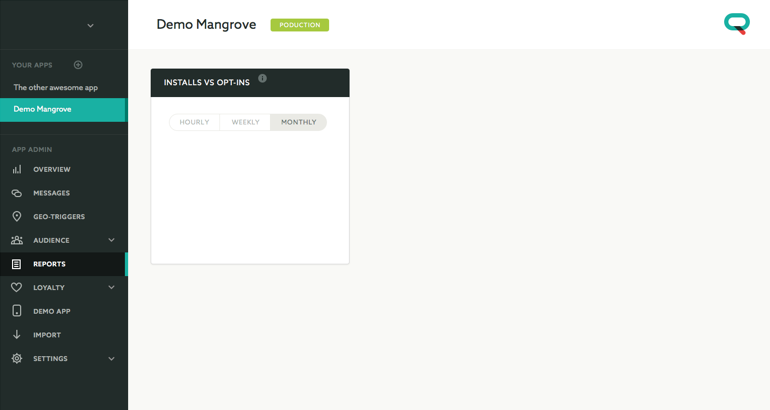 Demo Mangrove
PODUCTION
YOUR APPS
The other awesome app
Demo Mangrove
APP ADMIN
OVERVIEW
MESSAGES
GEO-TRIGGERS
AUDIENCE
REPORTS
LOYALTY
DEMO APP
IMPORT
SETTINGS
INSTALLS VS OPT-INS
HOURLY WEEKLY MONTHLY